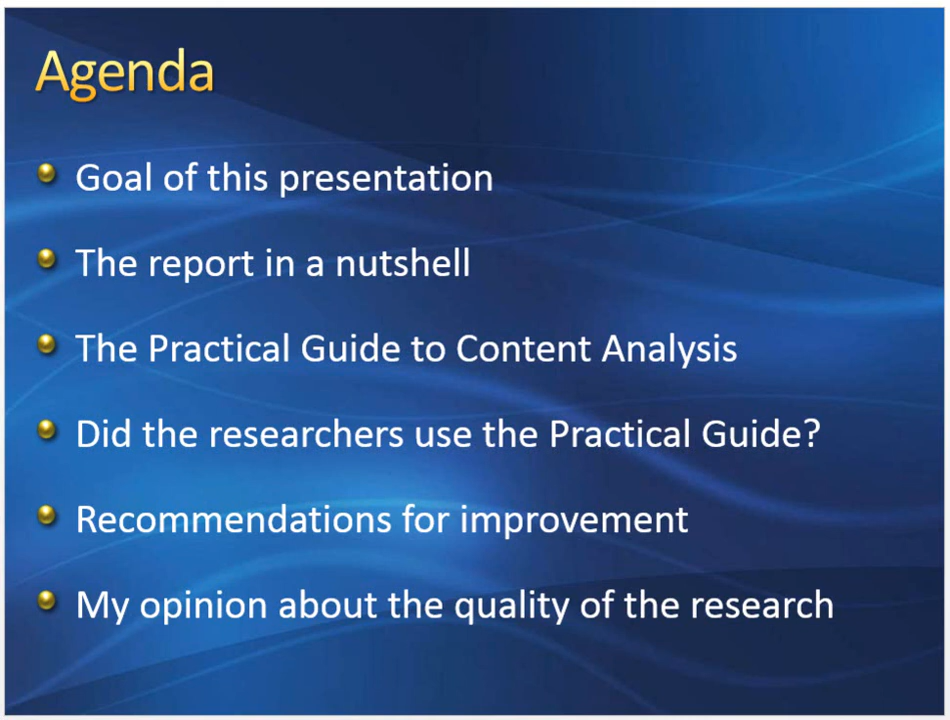 Agenda
Goal of this presentation
The report in a nutshell
The Practical Guide to Content Analysis
Did the researchers use the Practical Guide?
Recommendations for improvement
My opinion about the quality of the research